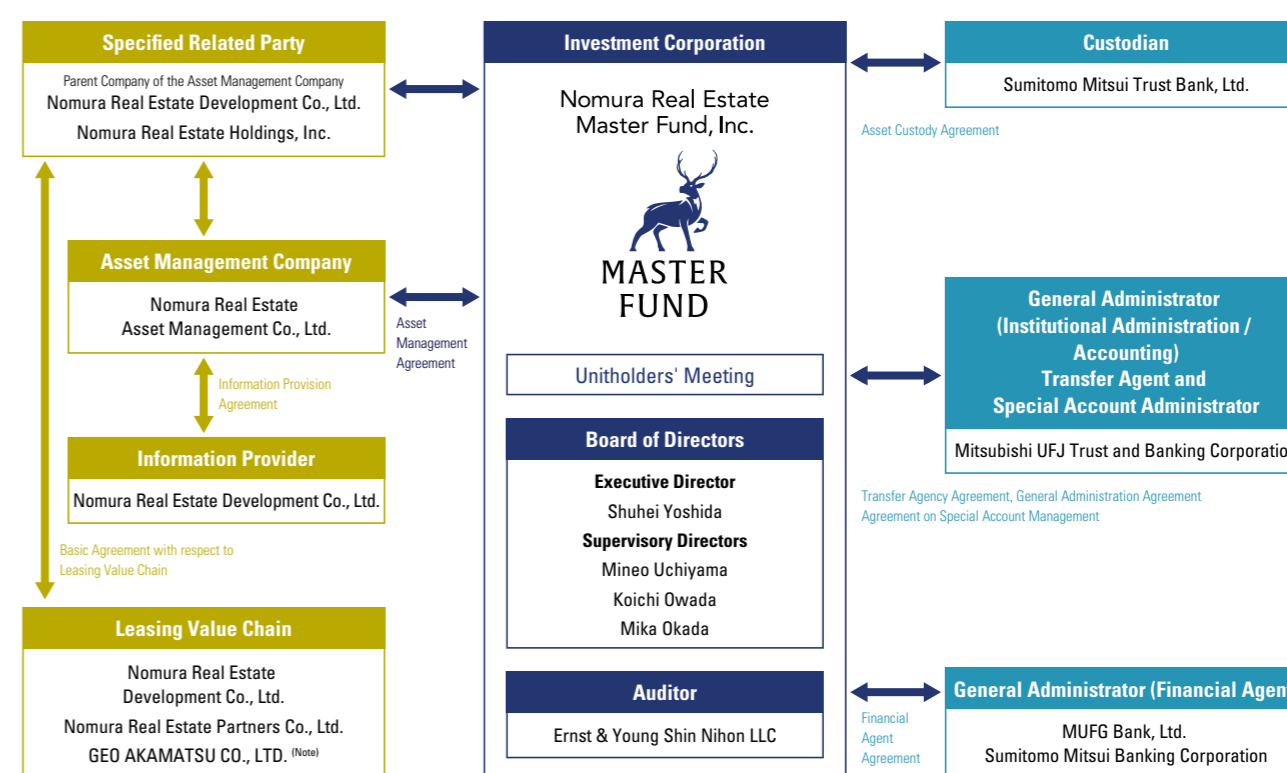 Specified Related Party
Parent Company of the Asset Management Company
Nomura Real Estate Development Co., Ltd.
Nomura Real Estate Holdings, Inc.
Asset Management Company
Nomura Real Estate
Asset Management Co., Ltd.
Information Provision
Agreement
Information Provider
Nomura Real Estate Development Co., Ltd.
Basic Agreement with respect to
Leasing Value Chain
Leasing Value Chain
Nomura Real Estate
Development Co., Ltd.
Nomura Real Estate Partners Co., Ltd.
GEO AKAMATSU CO., LTD. (Note)
Asset
Management
Agreement
Investment Corporation
Nomura Real Estate
Master Fund, Inc.
MASTER
FUND
Unitholders' Meeting
Board of Directors
Executive Director
Shuhei Yoshida
Supervisory Directors
Mineo Uchiyama
Koichi Owada
Mika Okada
Auditor
Ernst & Young Shin Nihon LLC
Custodian
Sumitomo Mitsui Trust Bank, Ltd.
Asset Custody Agreement
General Administrator
(Institutional Administration /
Accounting)
Transfer Agent and
Special Account Administrator
Mitsubishi UFJ Trust and Banking Corporatio
Transfer Agency Agreement, General Administration Agreement
Agreement on Special Account Management
General Administrator (Financial Agen
Financial
Agent
Agreement
MUFG Bank, Ltd.
Sumitomo Mitsui Banking Corporation